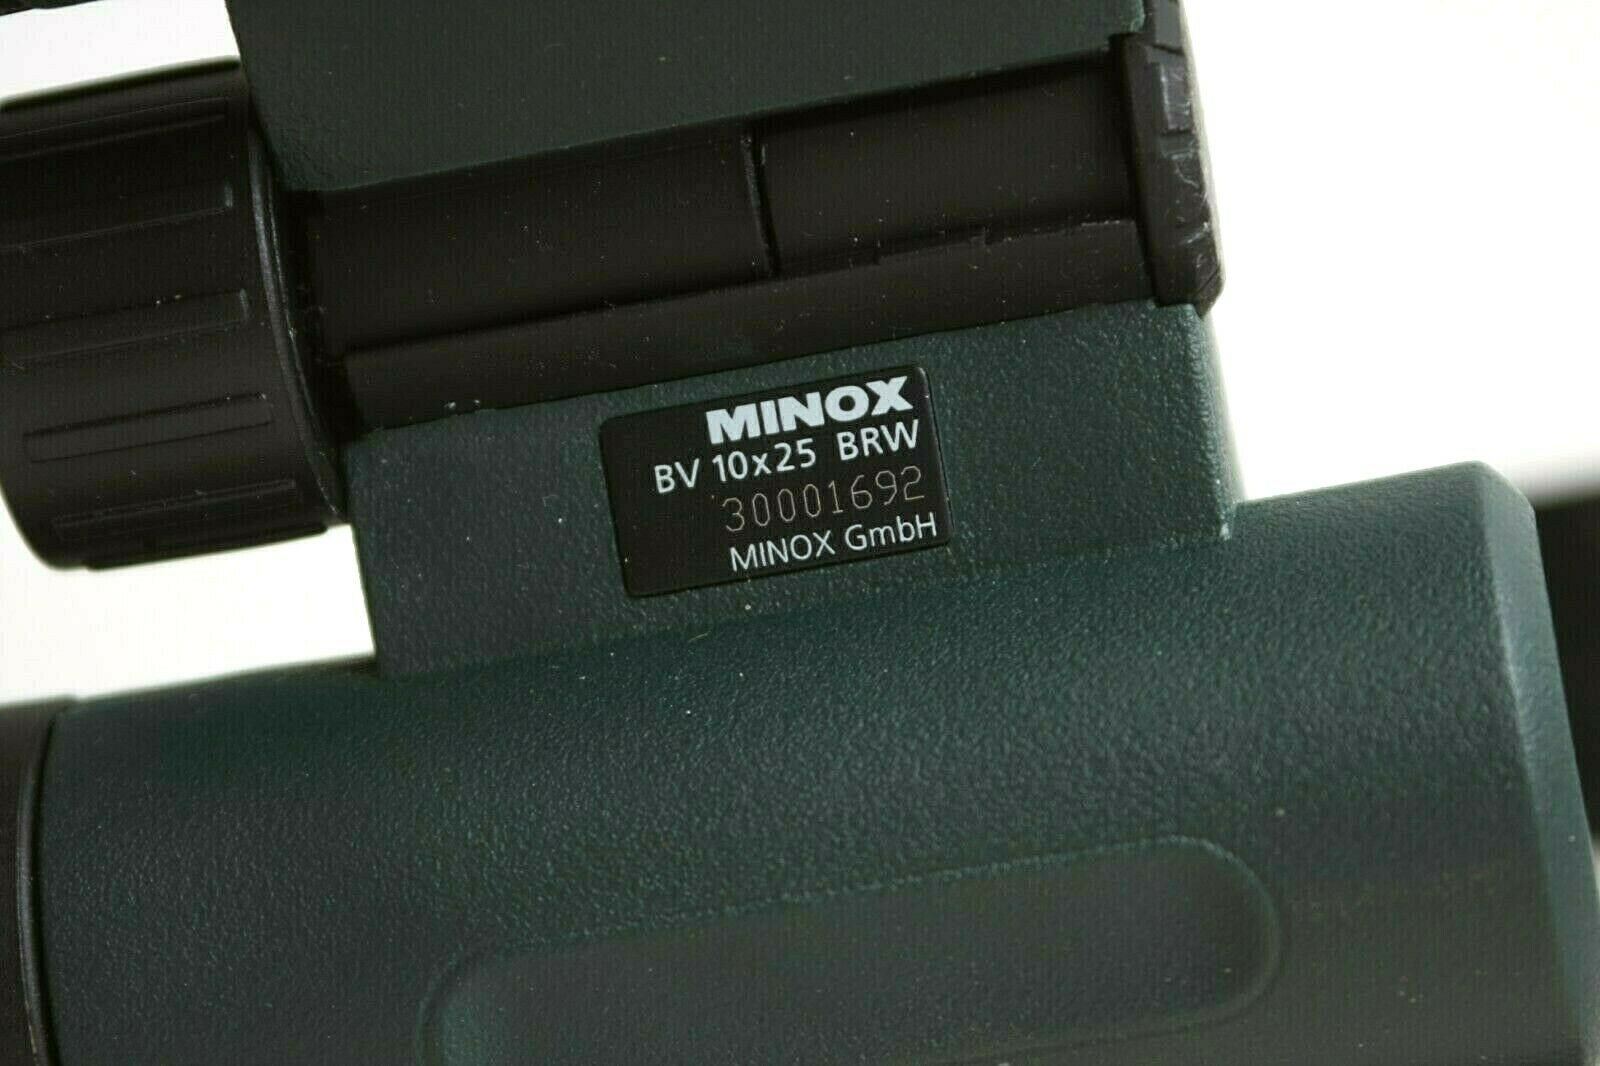 MINOX
BV 10x25 BRW
30001692
MINOX GmbH